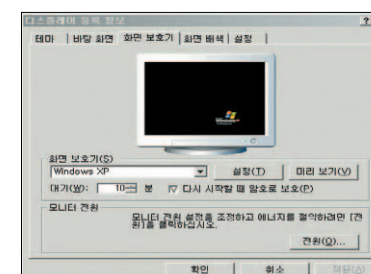 디스플레이 등록 정보 ?
테마 바탕 화면 화면 보호기 화면 배색 설정
화면 보호기(S)
Windows XP 설정(T) 미리 보기(V)
대기(W): 10 분 다시 시작할 때 암호로 보호(P)
모니터 전원
모니터 전원 설정을 조정하고 에너지를 절약하려면 [전
원]을 클릭하십시오.
전원(O)...
확인 취소 적용(A)